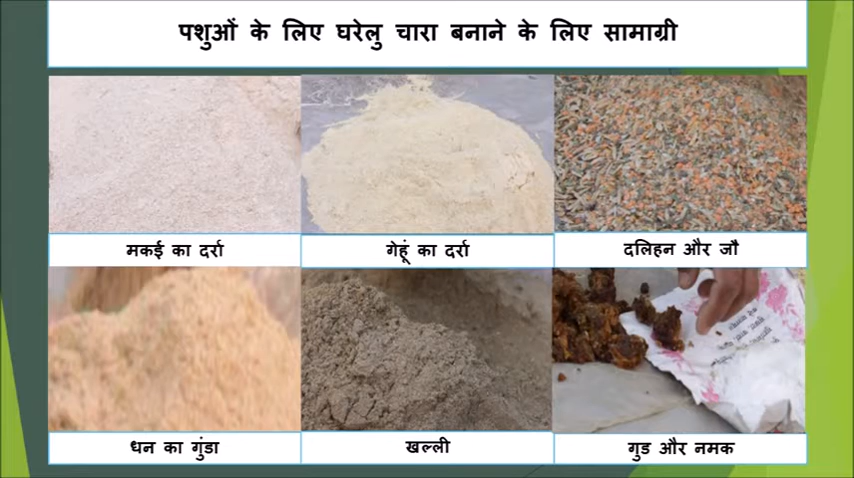 पशुओं के लिए घरेलु चारा बनाने के लिए सामाग्री
मकई का दर्रा
गेहूं का दर्रा
दलिहन और जौ
धन का गुंडा
खल्ली
गुड और नमक